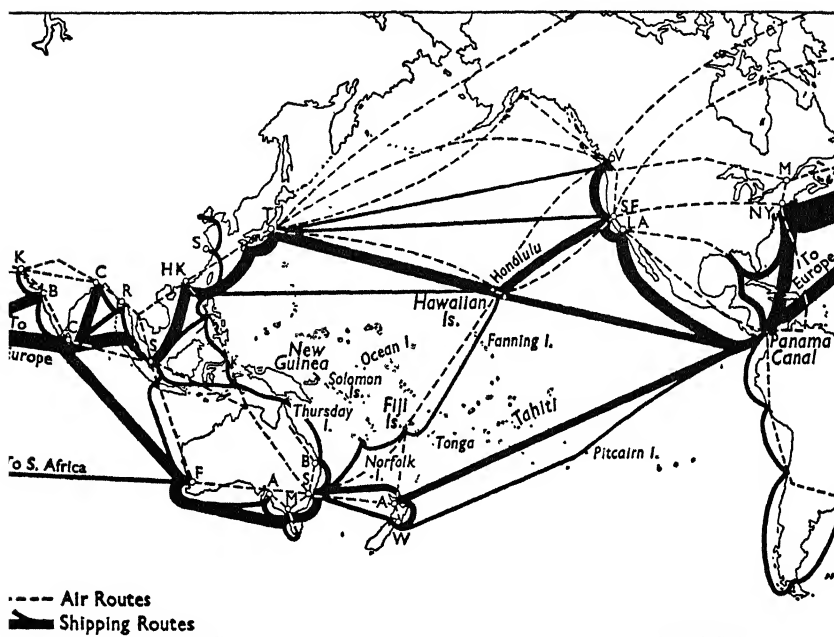 V
M
SF
NY
LA
T
S
K
C
HK
B
R
Honolulu
To
Europe
Hawaiian
Is.
To
Europe
C
S
Panama
Canal
Fanning I.
New
Guinea
Ocean I.
Solomon
Is.
Thursday
I.
Fiji
Is.
Tahiti
Tonga
Pitcairn I.
Norfolk
I.
B
To S. Africa
F
A
S
M
A
W
Air Routes
Shipping Routes